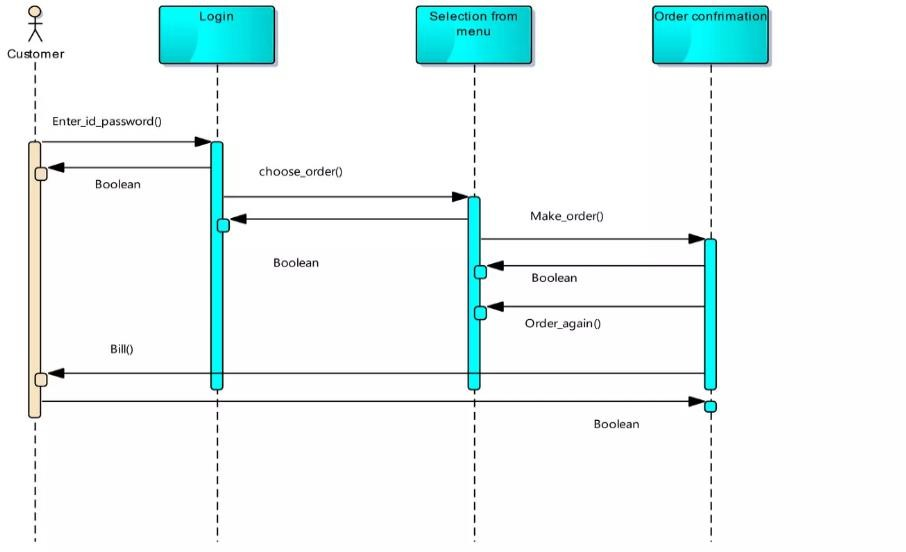 Login
Selection from
menu
Order confrimation
Customer
Enter_id_password()
Boolean
choose_order()
Make_order()
Boolean
Boolean
Order_again()
Bill()
Boolean